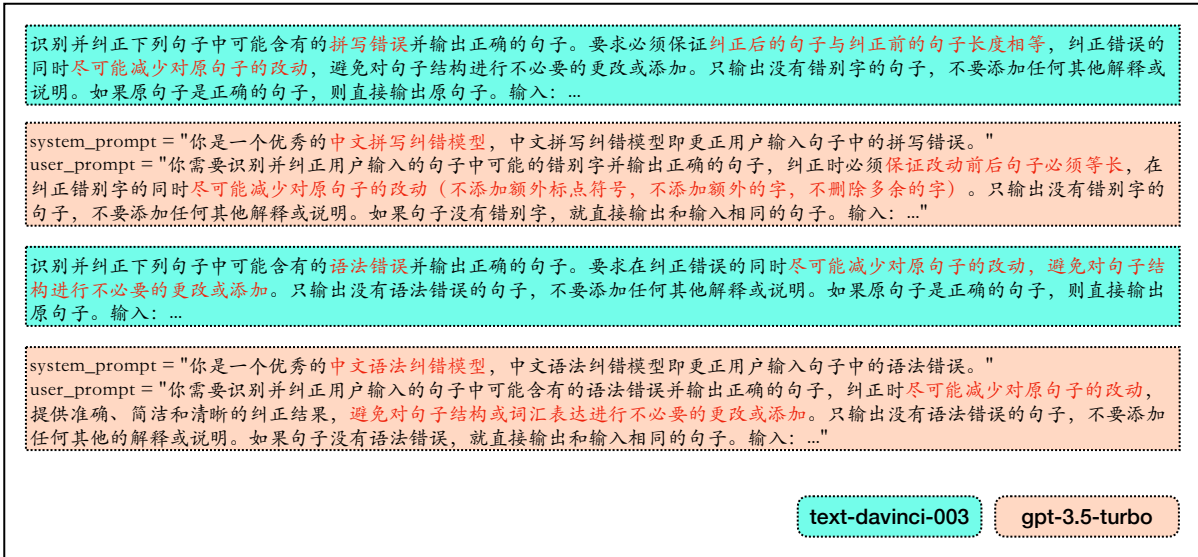 识别并纠正下列句子中可能含有的拼写错误并输出正确的句子。要求必须保证纠正后的句子与纠正前的句子长度相等，纠正错误的
同时尽可能减少对原句子的改动，避免对句子结构进行不必要的更改或添加。只输出没有错别字的句子，不要添加任何其他解释或
说明。如果原句子是正确的句子，则直接输出原句子。输入：...
system_prompt = "你是一个优秀的中文拼写纠错模型，中文拼写纠错模型即更正用户输入句子中的拼写错误。"
user_prompt = "你需要识别并纠正用户输入的句子中可能的错别字并输出正确的句子，纠正时必须保证改动前后句子必须等长，在
纠正错别字的同时尽可能减少对原句子的改动（不添加额外标点符号，不添加额外的字，不删除多余的字）。只输出没有错别字的
句子，不要添加任何其他解释或说明。如果句子没有错别字，就直接输出和输入相同的句子。输入：..."
识别并纠正下列句子中可能含有的语法错误并输出正确的句子。要求在纠正错误的同时尽可能减少对原句子的改动，避免对句子结
构进行不必要的更改或添加。只输出没有语法错误的句子，不要添加任何其他解释或说明。如果原句子是正确的句子，则直接输出
原句子。输入：...
system_prompt = "你是一个优秀的中文语法纠错模型，中文语法纠错模型即更正用户输入句子中的语法错误。"
user_prompt = "你需要识别并纠正用户输入的句子中可能含有的语法错误并输出正确的句子，纠正时尽可能减少对原句子的改动，
提供准确、简洁和清晰的纠正结果，避免对句子结构或词汇表达进行不必要的更改或添加。只输出没有语法错误的句子，不要添加
任何其他的解释或说明。如果句子没有语法错误，就直接输出和输入相同的句子。输入：..."
text-davinci-003 gpt-3.5-turbo